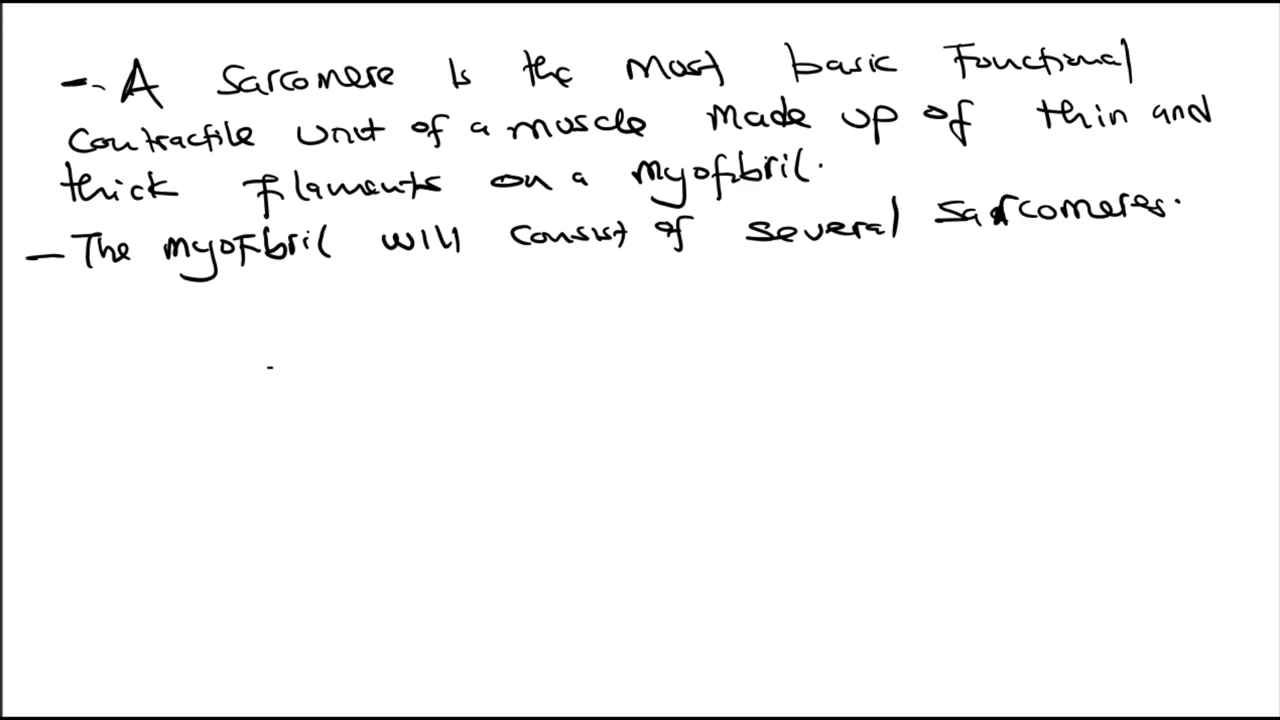 - A Sarcomere is the most basic Functional
Contractile unit of a muscle made up of thin and
thick filaments on a myofibril.
- The myofibril will consist of several sarcomeres.